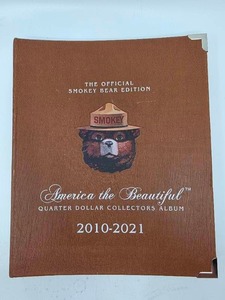 THE OFFICIAL
SMOKEY BEAR EDITION
SMOKEY
America the Beautiful™
QUARTER DOLLAR COLLECTORS ALBUM
2010-2021